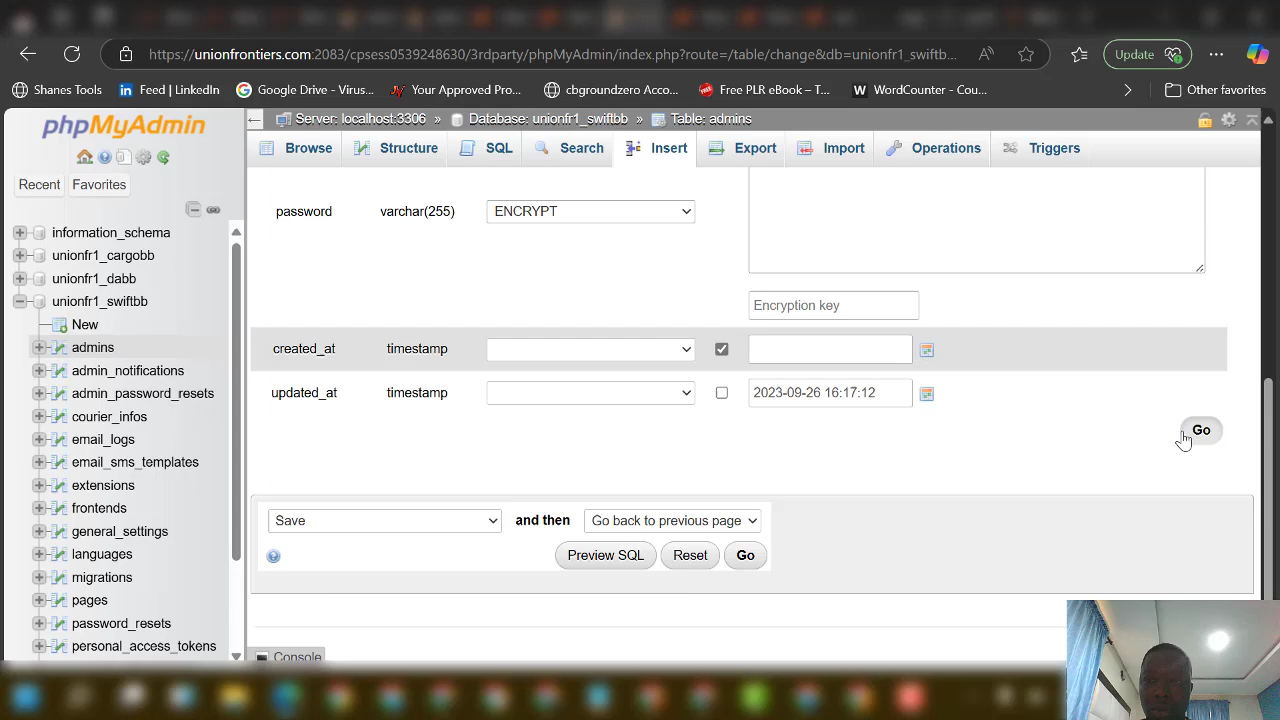 https://unionfrontiers.com:2083/cpsess0539248630/3rdparty/phpMyAdmin/index.php?route=/table/change&db=unionfr1_swiftb...
Update
Shanes Tools
Feed | LinkedIn
Google Drive - Virus...
Your Approved Pro...
cbgroundzero Acco...
Free PLR eBook – T...
WordCounter - Cou...
Other favorites
phpMyAdmin
Server: localhost:3306 » Database: unionfr1_swiftbb » Table: admins
Browse
Structure
SQL
Search
Insert
Export
Import
Operations
Triggers
Recent
Favorites
information_schema
unionfr1_cargobb
unionfr1_dabb
unionfr1_swiftbb
New
admins
admin_notifications
admin_password_resets
courier_infos
email_logs
email_sms_templates
extensions
frontends
general_settings
languages
migrations
pages
password_resets
personal_access_tokens
password
varchar(255)
ENCRYPT
Encryption key
created_at
timestamp
updated_at
timestamp
2023-09-26 16:17:12
Go
Save
and then
Go back to previous page
Preview SQL
Reset
Go
Console